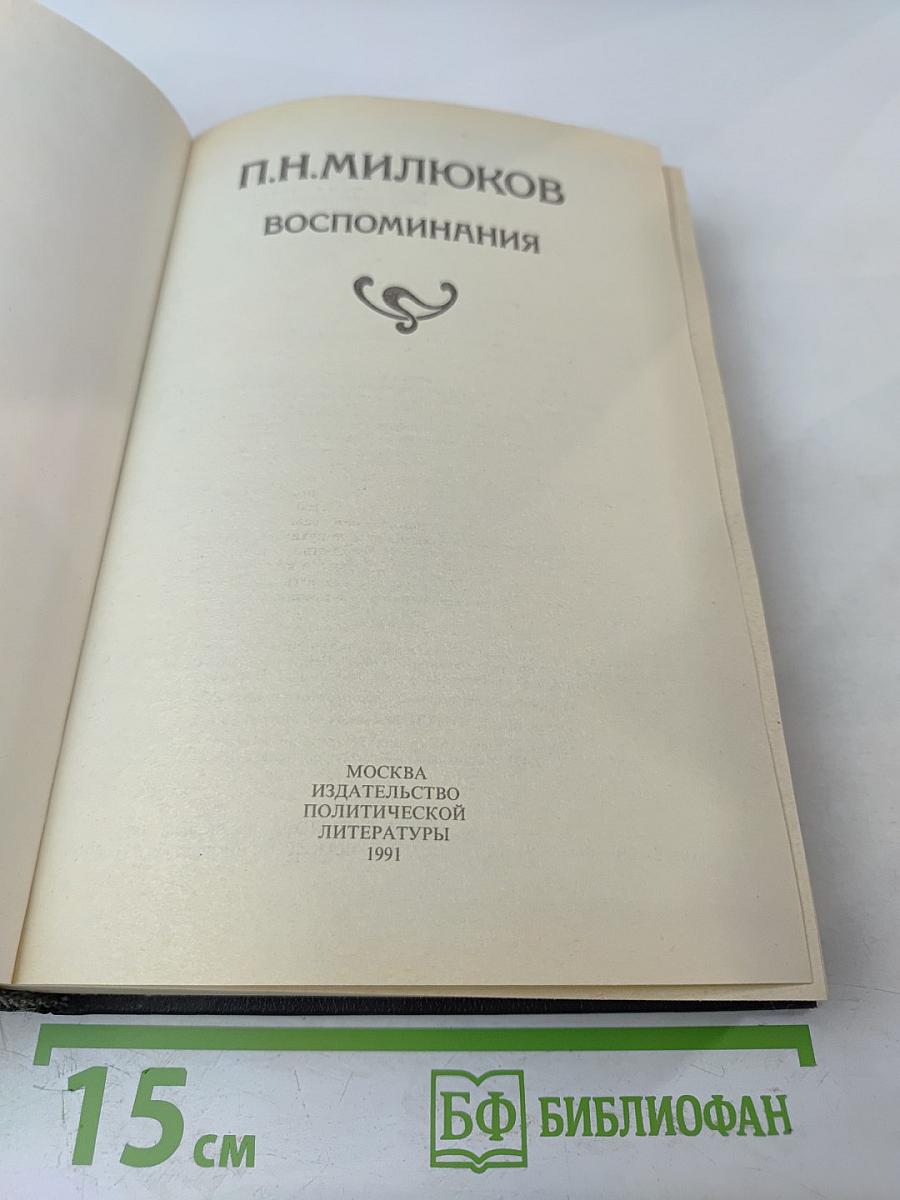 П.Н.МИЛЮКОВ
ВОСПОМИНАНИЯ
МОСКВА
ИЗДАТЕЛЬСТВО
ПОЛИТИЧЕСКОЙ
ЛИТЕРАТУРЫ
1991
15 см
БФ БИБЛИОФАН